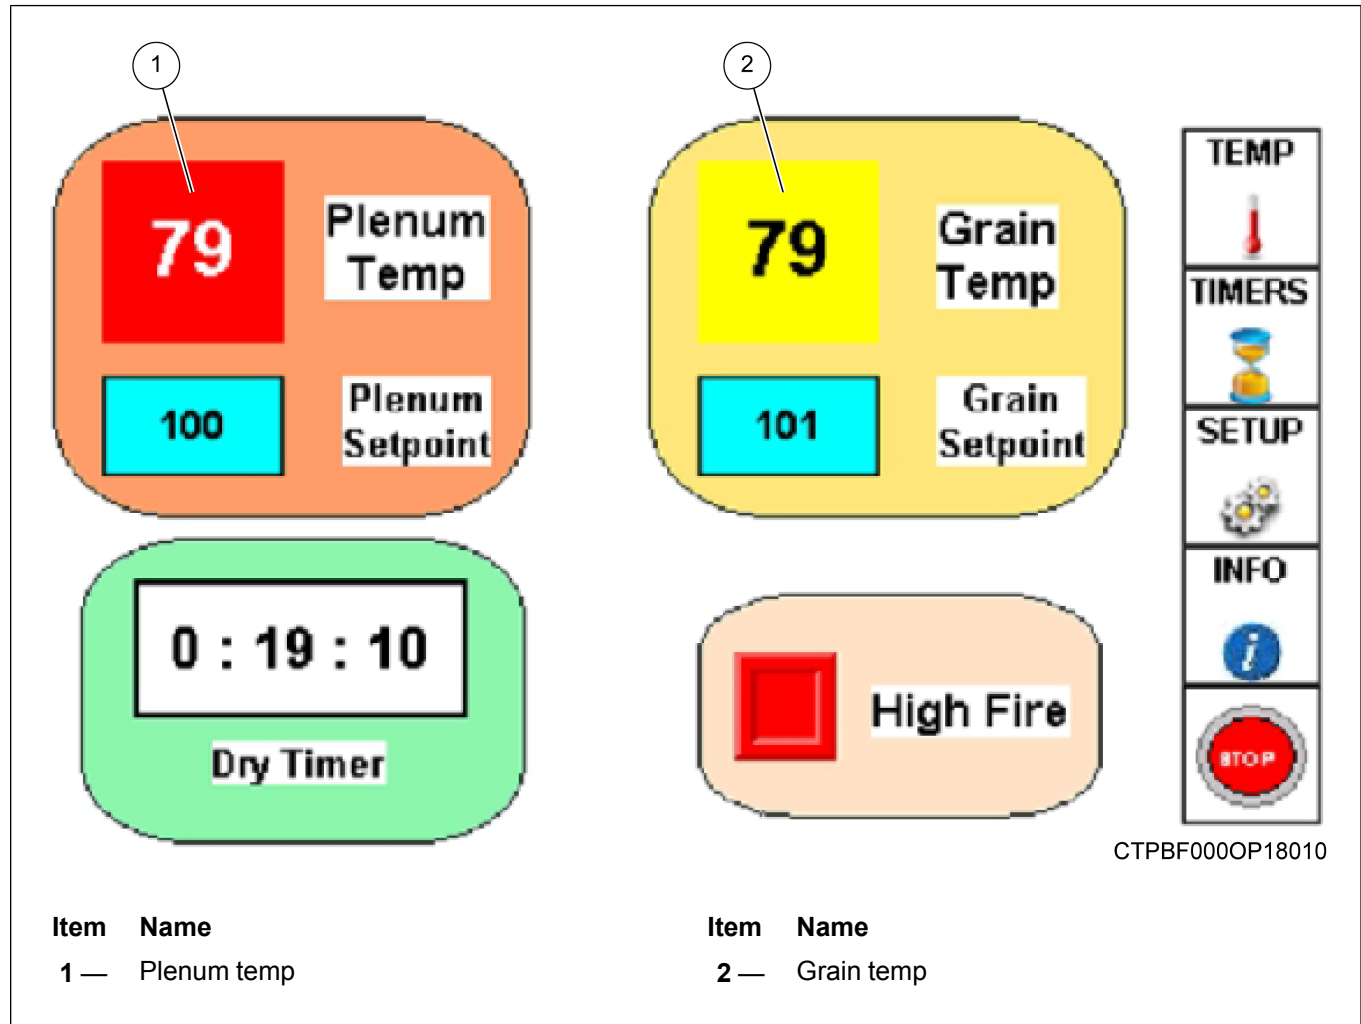 1
79
Plenum
Temp
100
Plenum
Setpoint
2
79
Grain
Temp
101
Grain
Setpoint
0 : 19 : 10
Dry Timer
High Fire
TEMP
TIMERS
SETUP
INFO
i
STOP
CTPBF000OP18010
Item Name
1 — Plenum temp
Item Name
2 — Grain temp